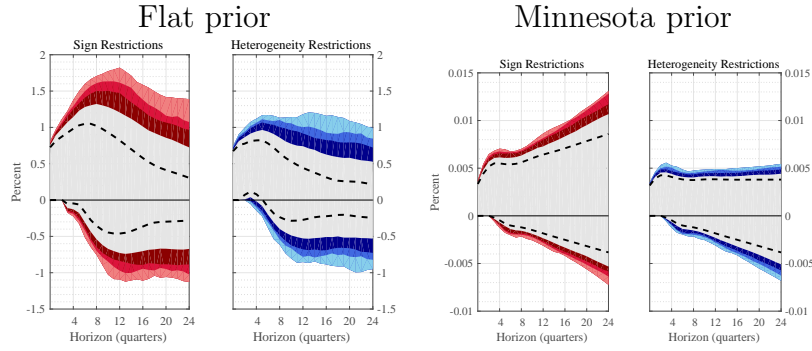 Flat prior
Minnesota prior
Sign Restrictions
Heterogeneity Restrictions
Percent
2
1.5
1
0.5
0
-0.5
-1
-1.5
4 8 12 16 20 24
Horizon (quarters)
2
1.5
1
0.5
0
-0.5
-1
-1.5
4 8 12 16 20 24
Horizon (quarters)
Sign Restrictions
Heterogeneity Restrictions
Percent
0.015
0.01
0.005
0
-0.005
-0.01
4 8 12 16 20 24
Horizon (quarters)
0.015
0.01
0.005
0
-0.005
-0.01
4 8 12 16 20 24
Horizon (quarters)